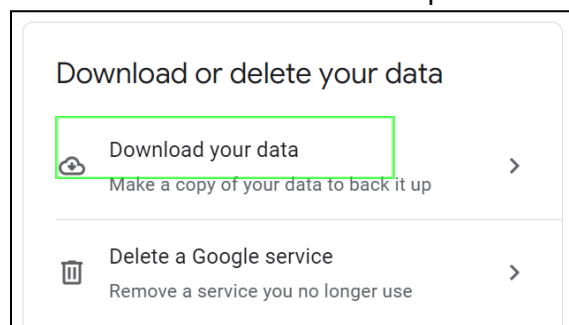 Download or delete your data
Download your data
Make a copy of your data to back it up
Delete a Google service
Remove a service you no longer use